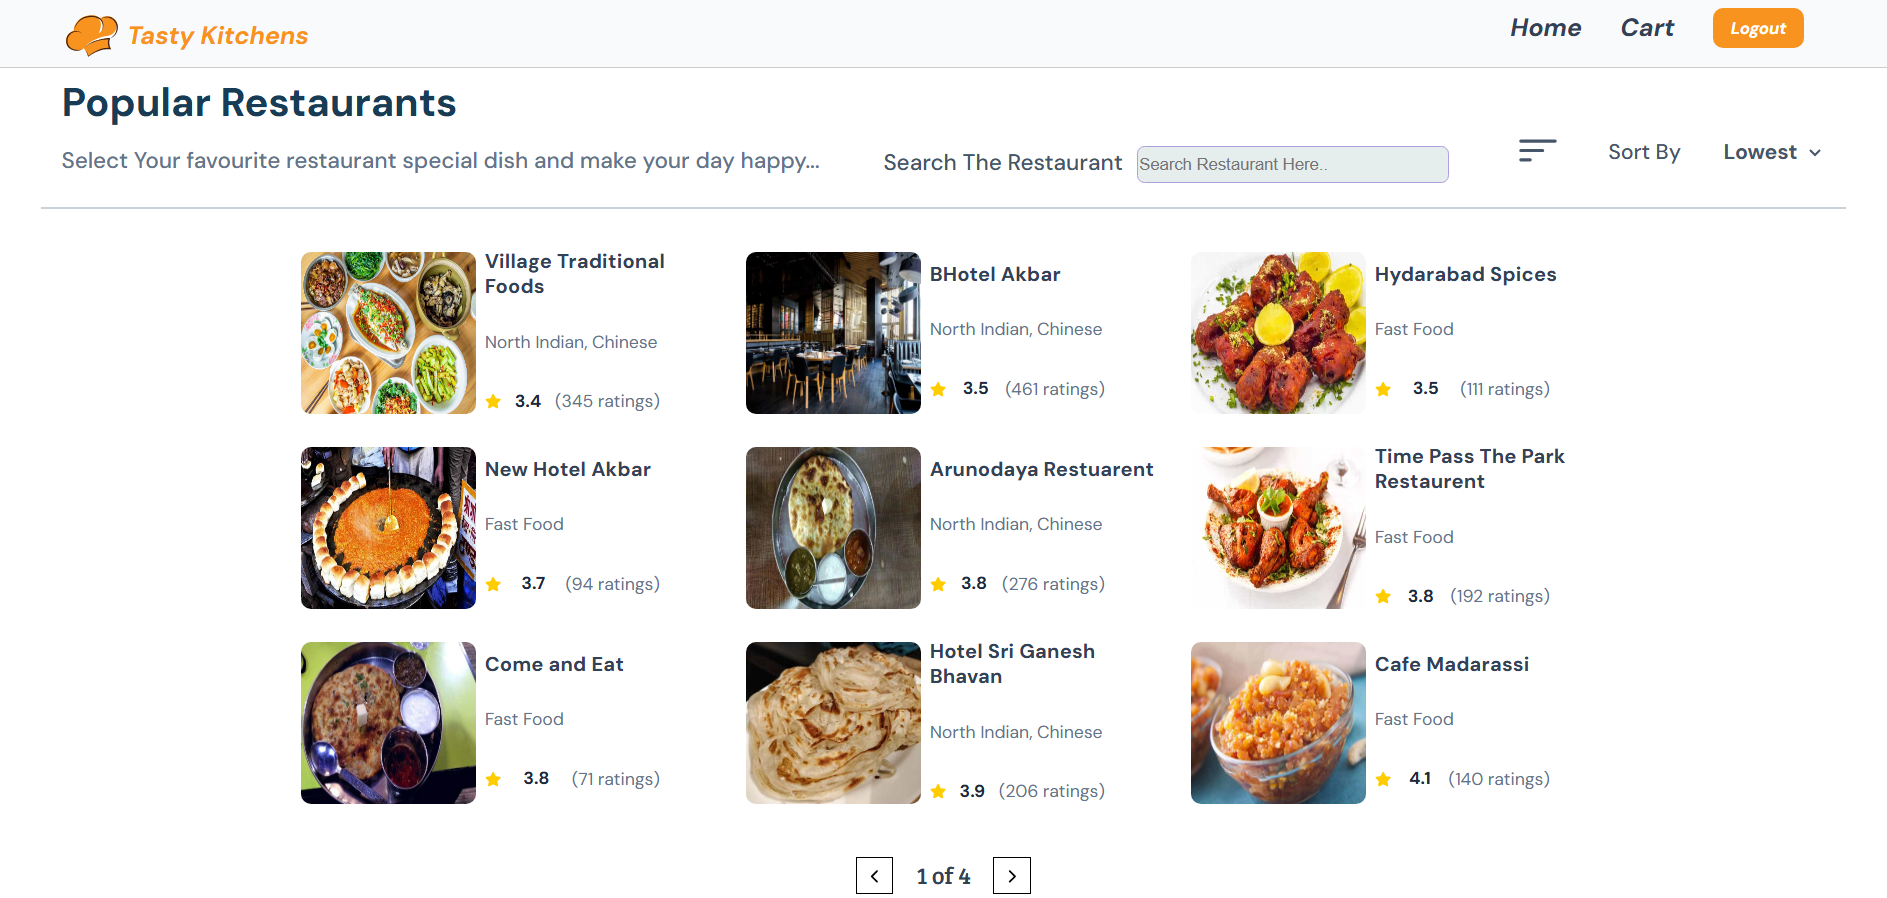 Tasty Kitchens
Home
Cart
Logout
Popular Restaurants
Select Your favourite restaurant special dish and make your day happy...
Search The Restaurant
Search Restaurant Here..
Sort By
Lowest
Village Traditional
Foods
North Indian, Chinese
3.4 (345 ratings)
BHotel Akbar
North Indian, Chinese
3.5 (461 ratings)
Hydarabad Spices
Fast Food
3.5 (111 ratings)
New Hotel Akbar
Fast Food
3.7 (94 ratings)
Arunodaya Restuarent
North Indian, Chinese
3.8 (276 ratings)
Time Pass The Park
Restaurent
Fast Food
3.8 (192 ratings)
Come and Eat
Fast Food
3.8 (71 ratings)
Hotel Sri Ganesh
Bhavan
North Indian, Chinese
3.9 (206 ratings)
Cafe Madarassi
Fast Food
4.1 (140 ratings)
1 of 4